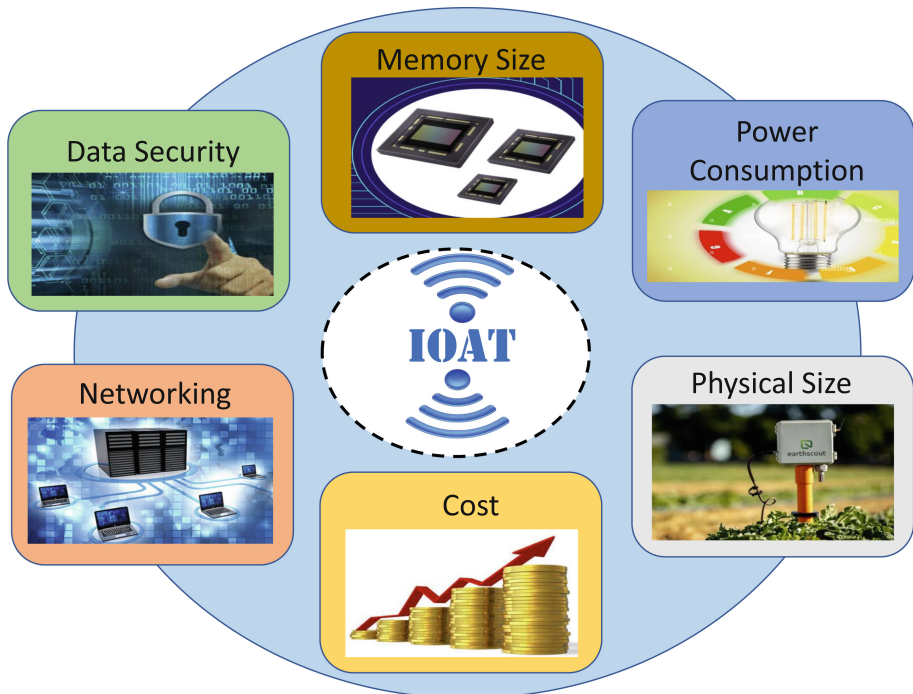 Memory Size
Data Security
Power
Consumption
IOAT
Networking
Physical Size
earthscout
Cost